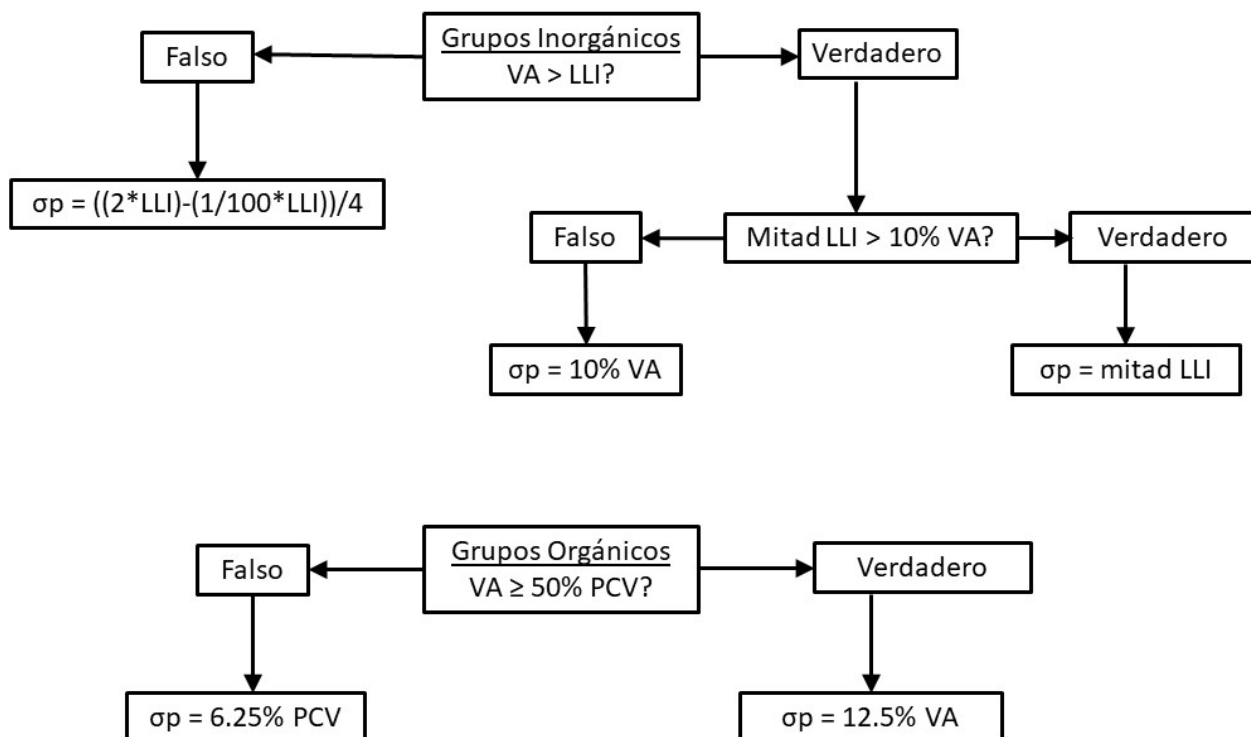 Grupos Inorgánicos
VA > LLI?
Falso
Verdadero
σp = ((2*LLI)-(1/100*LLI))/4
Mitad LLI > 10% VA?
Falso
Verdadero
σp = 10% VA
σp = mitad LLI
Grupos Orgánicos
VA ≥ 50% PCV?
Falso
Verdadero
σp = 6.25% PCV
σp = 12.5% VA